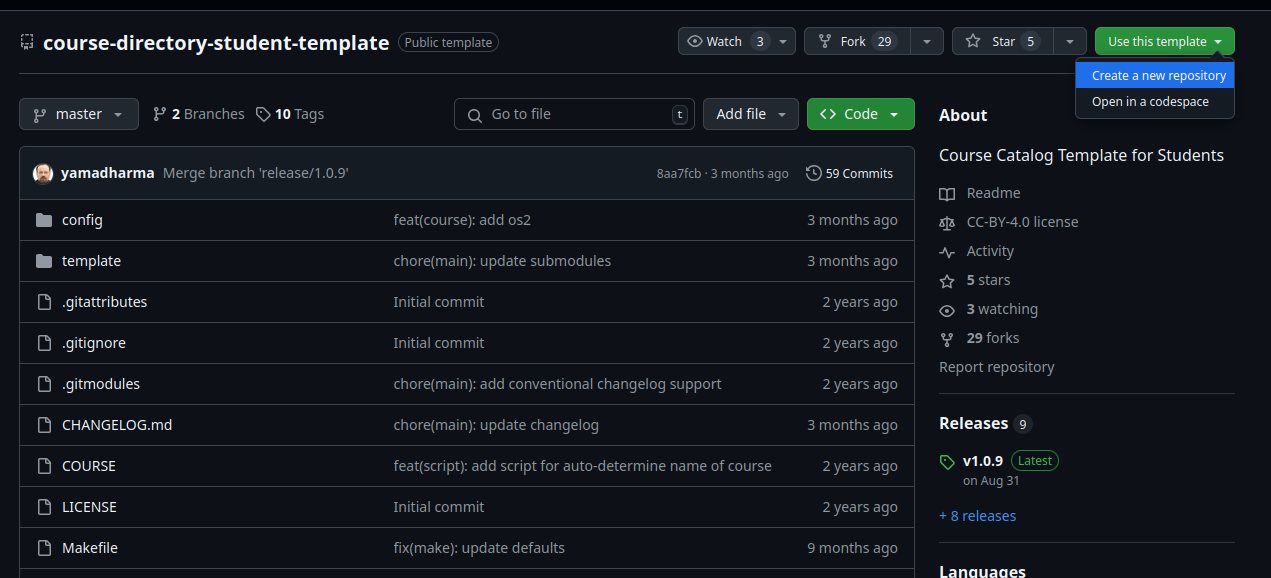 course-directory-student-template Public template Watch 3 Fork 29 Star 5 Use this template
Create a new repository
Open in a codespace
master 2 Branches 10 Tags Go to file t Add file Code
yamadharma Merge branch 'release/1.0.9' 8aa7fcb · 3 months ago 59 Commits
config feat(course): add os2 3 months ago
template chore(main): update submodules 3 months ago
.gitattributes Initial commit 2 years ago
.gitignore Initial commit 2 years ago
.gitmodules chore(main): add conventional changelog support 2 years ago
CHANGELOG.md chore(main): update changelog 3 months ago
COURSE feat(script): add script for auto-determine name of course 2 years ago
LICENSE Initial commit 2 years ago
Makefile fix(make): update defaults 9 months ago
About
Course Catalog Template for Students
Readme
CC-BY-4.0 license
Activity
5 stars
3 watching
29 forks
Report repository
Releases 9
v1.0.9 Latest
on Aug 31
+ 8 releases
Languages